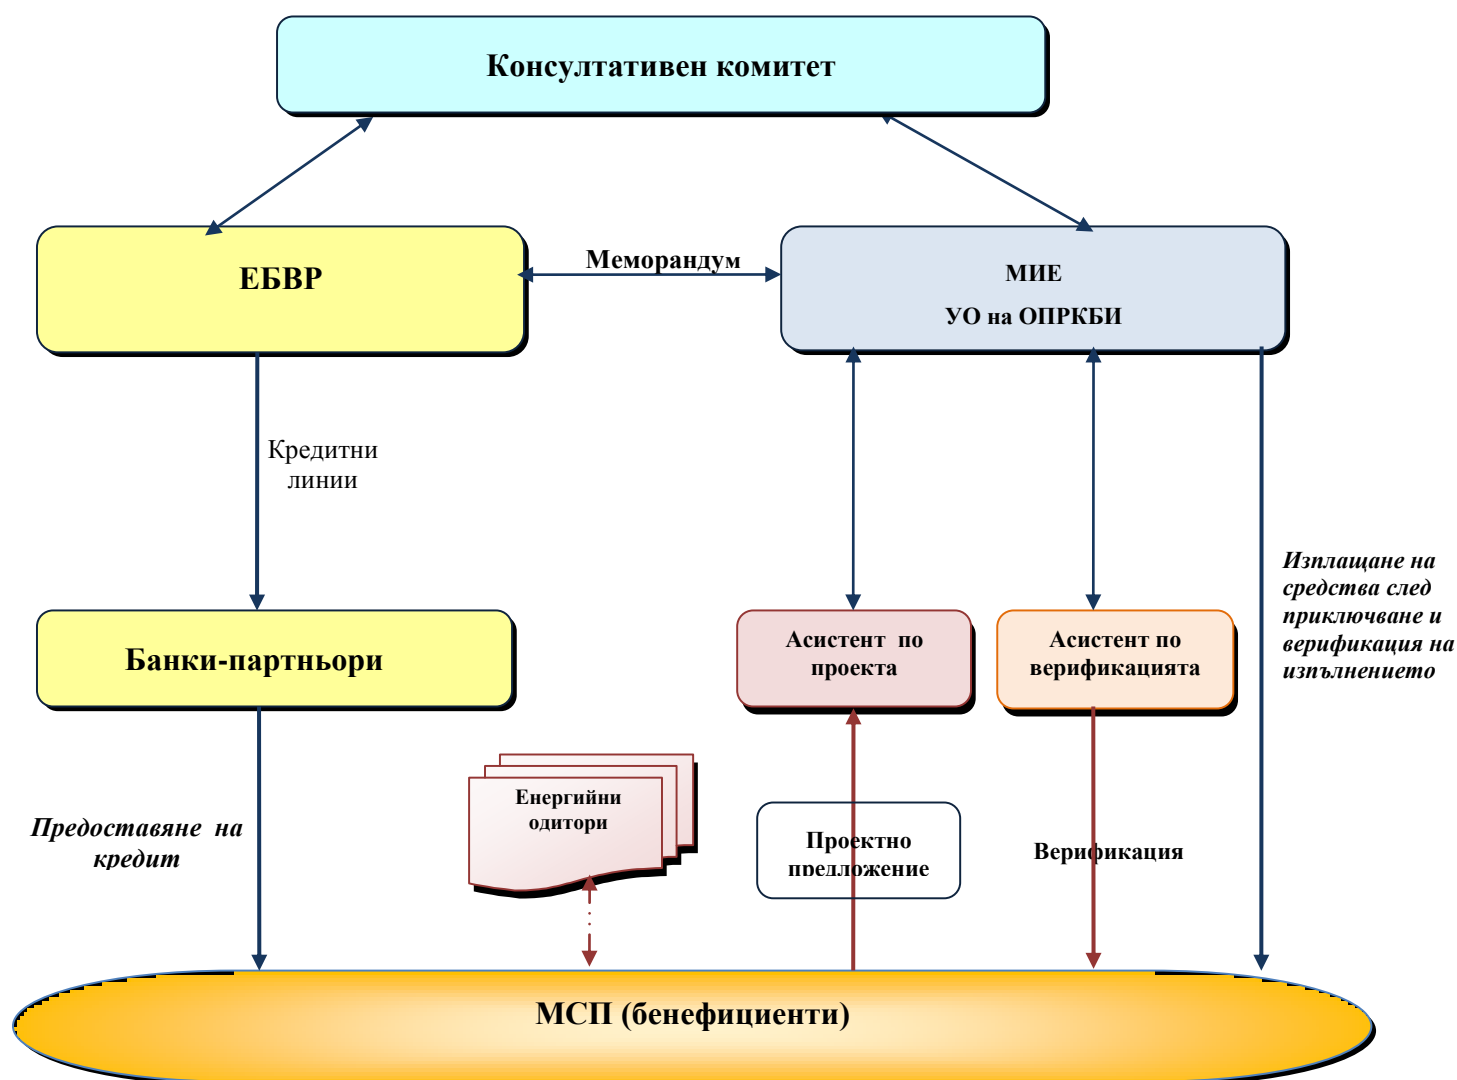 Консултативен комитет
ЕБВР
Меморандум
МИЕ
УО на ОПРКБИ
Кредитни
линии
Изплащане на
средства след
приключване и
верификация на
изпълнението
Банки-партньори
Асистент по
проекта
Асистент по
верификацията
Предоставяне на
кредит
Енергийни
одитори
Проектно
предложение
Верификация
МСП (бенефициенти)